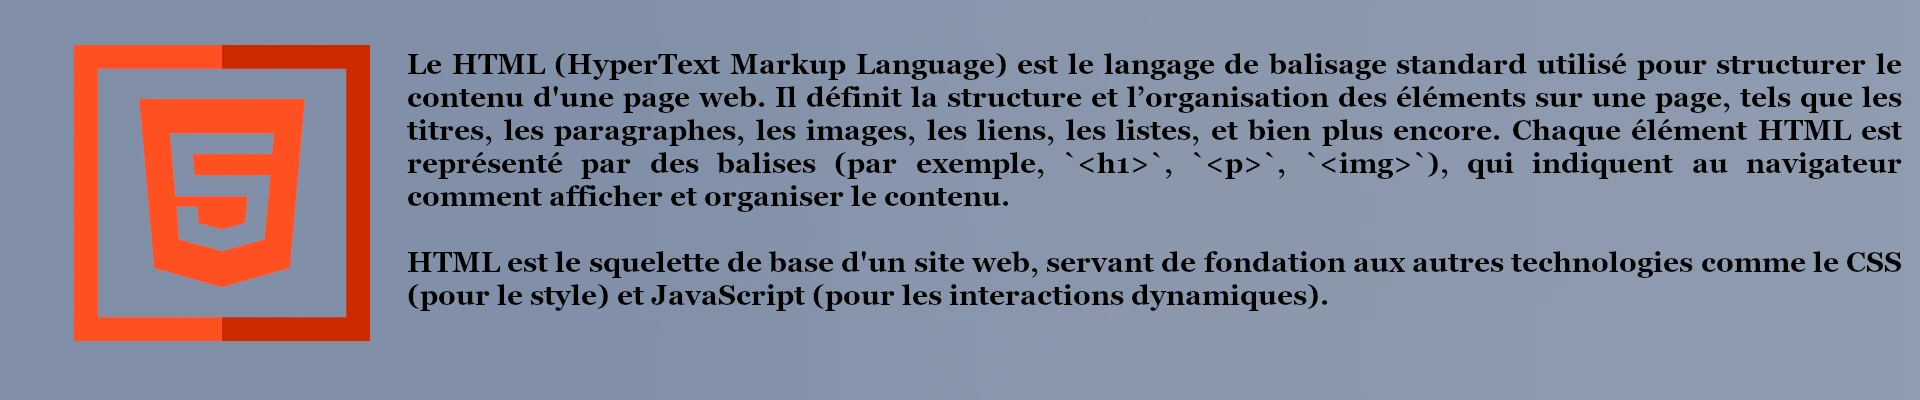 Le HTML (HyperText Markup Language) est le langage de balisage standard utilisé pour structurer le
contenu d'une page web. Il définit la structure et l’organisation des éléments sur une page, tels que les
titres, les paragraphes, les images, les liens, les listes, et bien plus encore. Chaque élément HTML est
représenté par des balises (par exemple, `<h1>`, `<p>`, `<img>`), qui indiquent au navigateur
comment afficher et organiser le contenu.
HTML est le squelette de base d'un site web, servant de fondation aux autres technologies comme le CSS
(pour le style) et JavaScript (pour les interactions dynamiques).